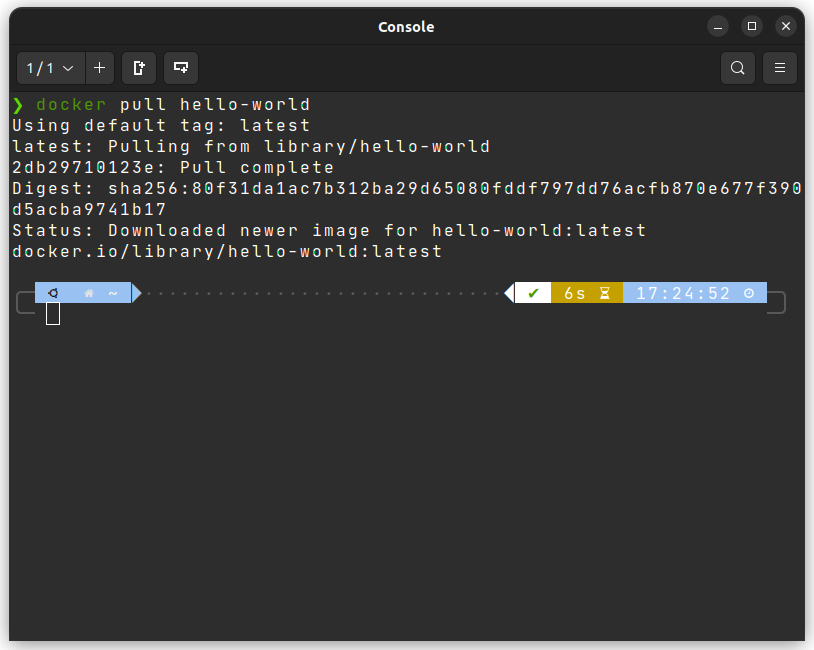 Console
1/1
❯ docker pull hello-world
Using default tag: latest
latest: Pulling from library/hello-world
2db29710123e: Pull complete
Digest: sha256:80f31da1ac7b312ba29d65080fddf797dd76acfb870e677f390
d5acba9741b17
Status: Downloaded newer image for hello-world:latest
docker.io/library/hello-world:latest
~ ✔ 6s 17:24:52